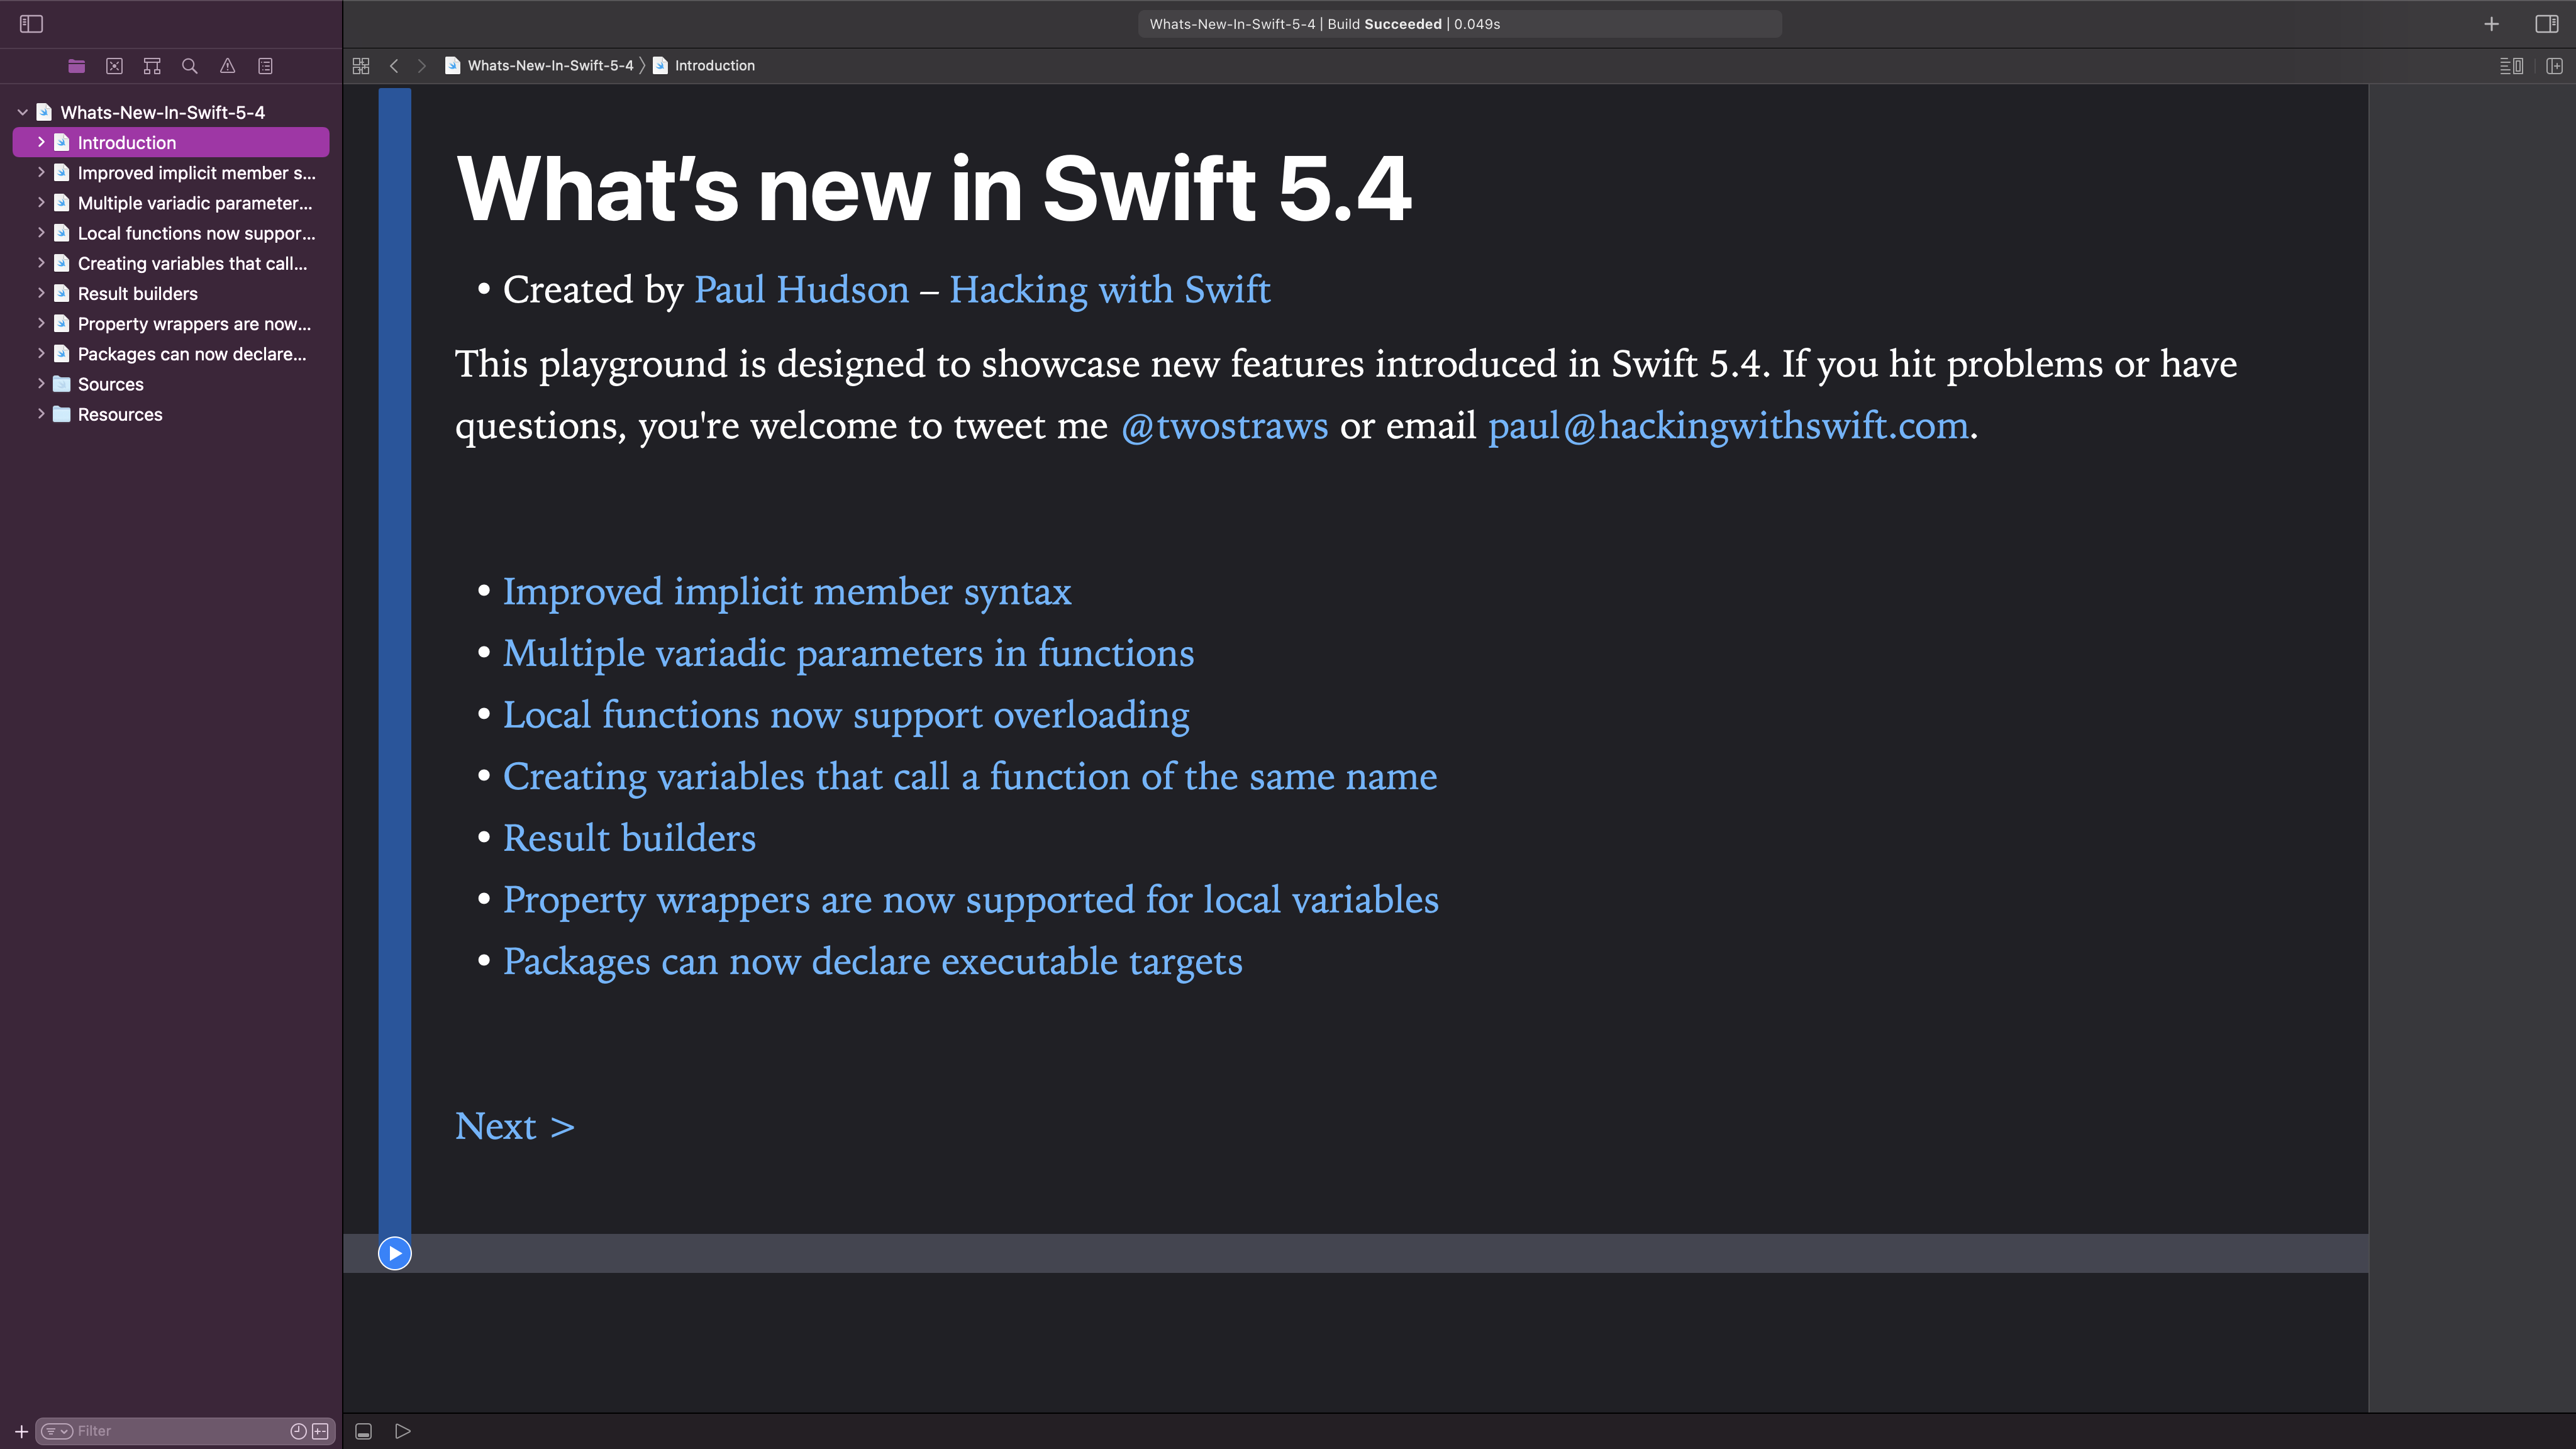 Whats-New-In-Swift-5-4 | Build Succeeded | 0.049s
Whats-New-In-Swift-5-4 〉 Introduction
Whats-New-In-Swift-5-4
Introduction
Improved implicit member s...
Multiple variadic parameter...
Local functions now suppor...
Creating variables that call...
Result builders
Property wrappers are now...
Packages can now declare...
Sources
Resources
What’s new in Swift 5.4
• Created by Paul Hudson – Hacking with Swift
This playground is designed to showcase new features introduced in Swift 5.4. If you hit problems or have
questions, you're welcome to tweet me @twostraws or email paul@hackingwithswift.com.
• Improved implicit member syntax
• Multiple variadic parameters in functions
• Local functions now support overloading
• Creating variables that call a function of the same name
• Result builders
• Property wrappers are now supported for local variables
• Packages can now declare executable targets
Next >
Filter